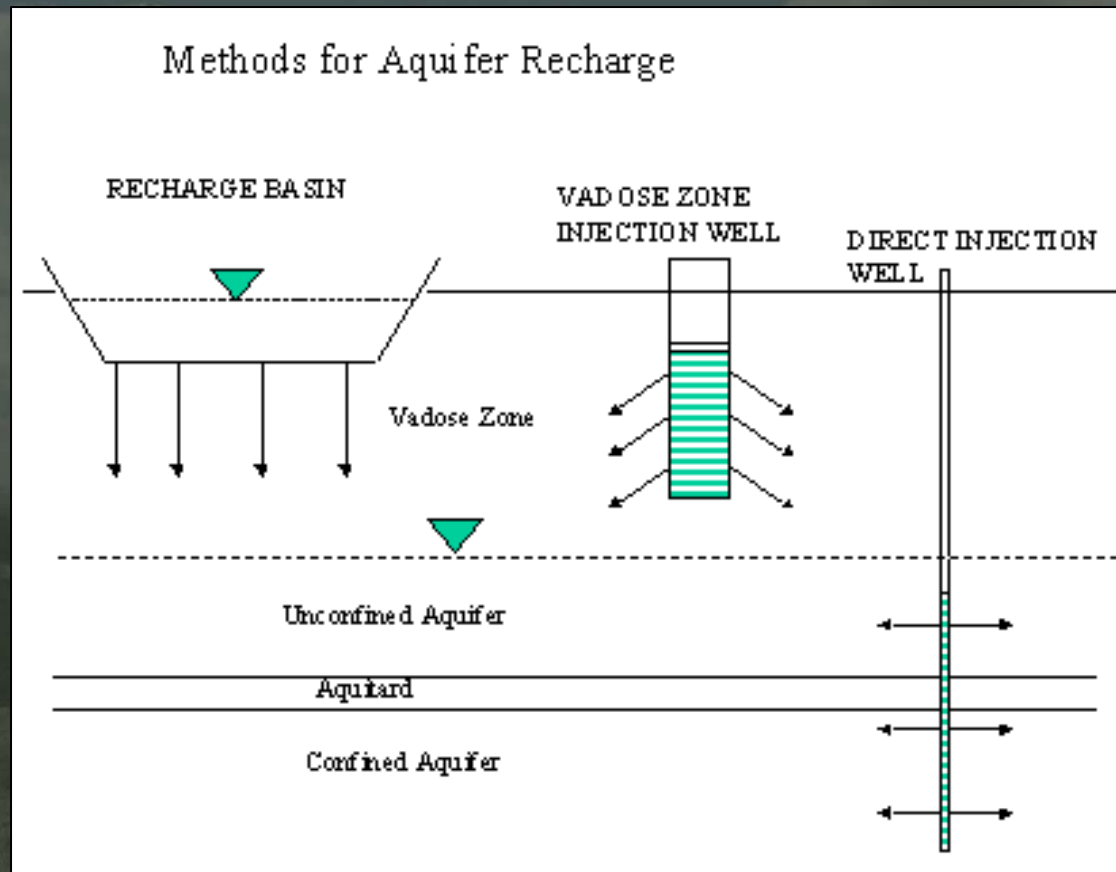 Methods for Aquifer Recharge
RECHARGE BASIN
VADOSE ZONE
INJECTION WELL
DIRECT INJECTION
WELL
Vadose Zone
Unconfined Aquifer
Aquitard
Confined Aquifer